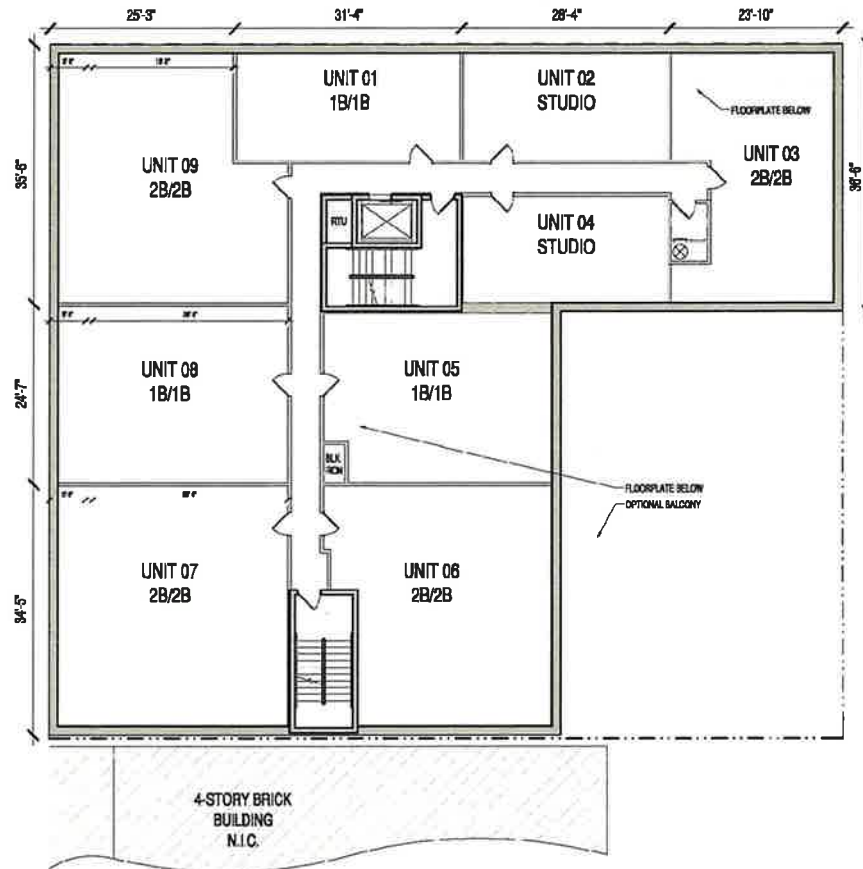 25'-3" 31'-4" 28'-4" 23'-10"
UNIT 01
1B/1B
UNIT 02
STUDIO
FLOORPLATE BELOW
UNIT 03
2B/2B
UNIT 09
2B/2B
35'-6"
36'-6"
RTU
UNIT 04
STUDIO
UNIT 08
1B/1B
UNIT 05
1B/1B
24'-7"
BLK
FLOORPLATE BELOW
OPTIONAL BALCONY
UNIT 07
2B/2B
UNIT 06
2B/2B
34'-5"
4-STORY BRICK
BUILDING
N.I.C.